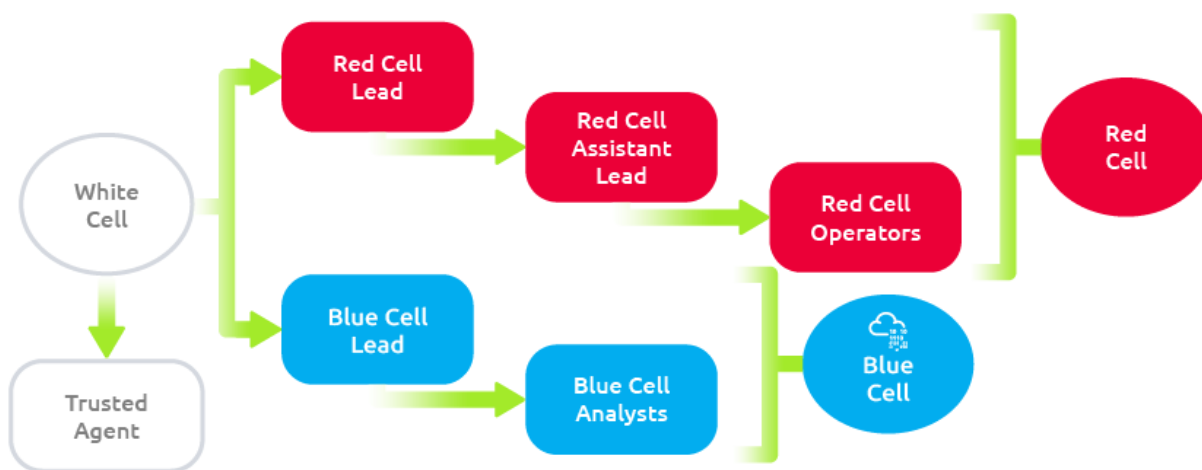 Red Cell
Lead
Red Cell
Assistant
Lead
Red Cell
Operators
Red
Cell
White
Cell
Trusted
Agent
Blue Cell
Lead
Blue Cell
Analysts
Blue
Cell